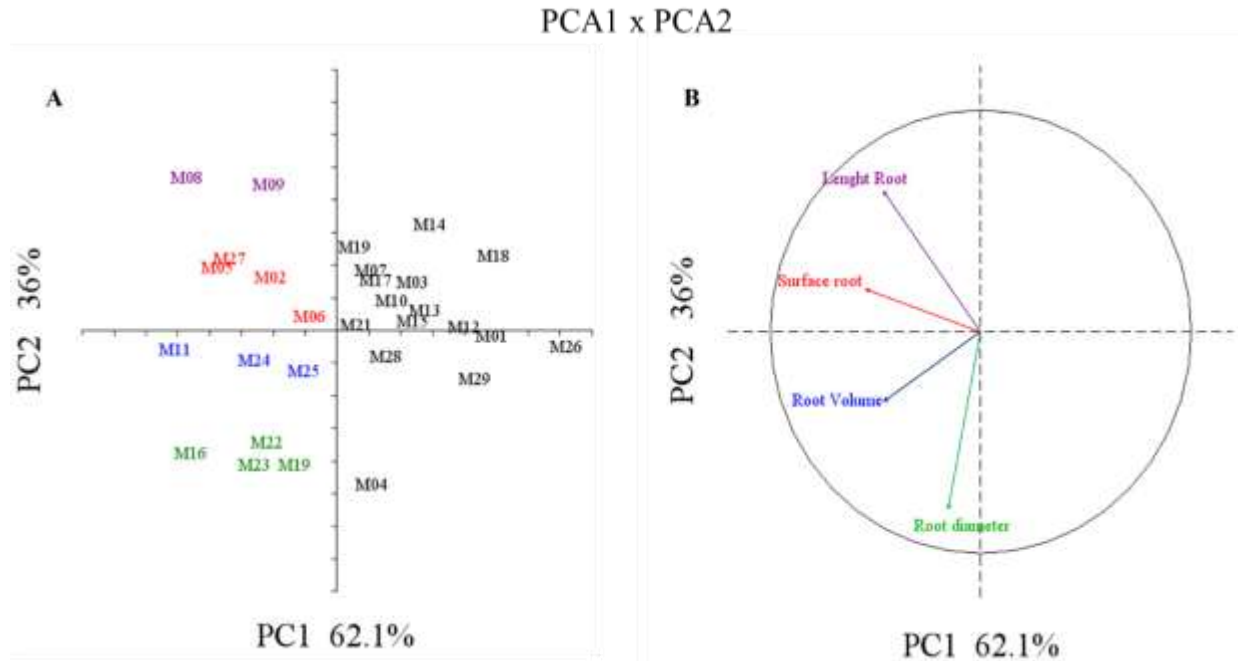 PCA1 x PCA2
A
M08
M09
M14
M19
M18
M27
M05
M02
M07
M17
M03
M10
M13
M06
M15
M21
M12
M01
M11
M24
M28
M26
M25
M29
M22
M16
M23
M19
M04
PC2 36%
PC1 62.1%
B
Lenght Root
Surface root
Root Volume
Root diameter
PC2 36%
PC1 62.1%